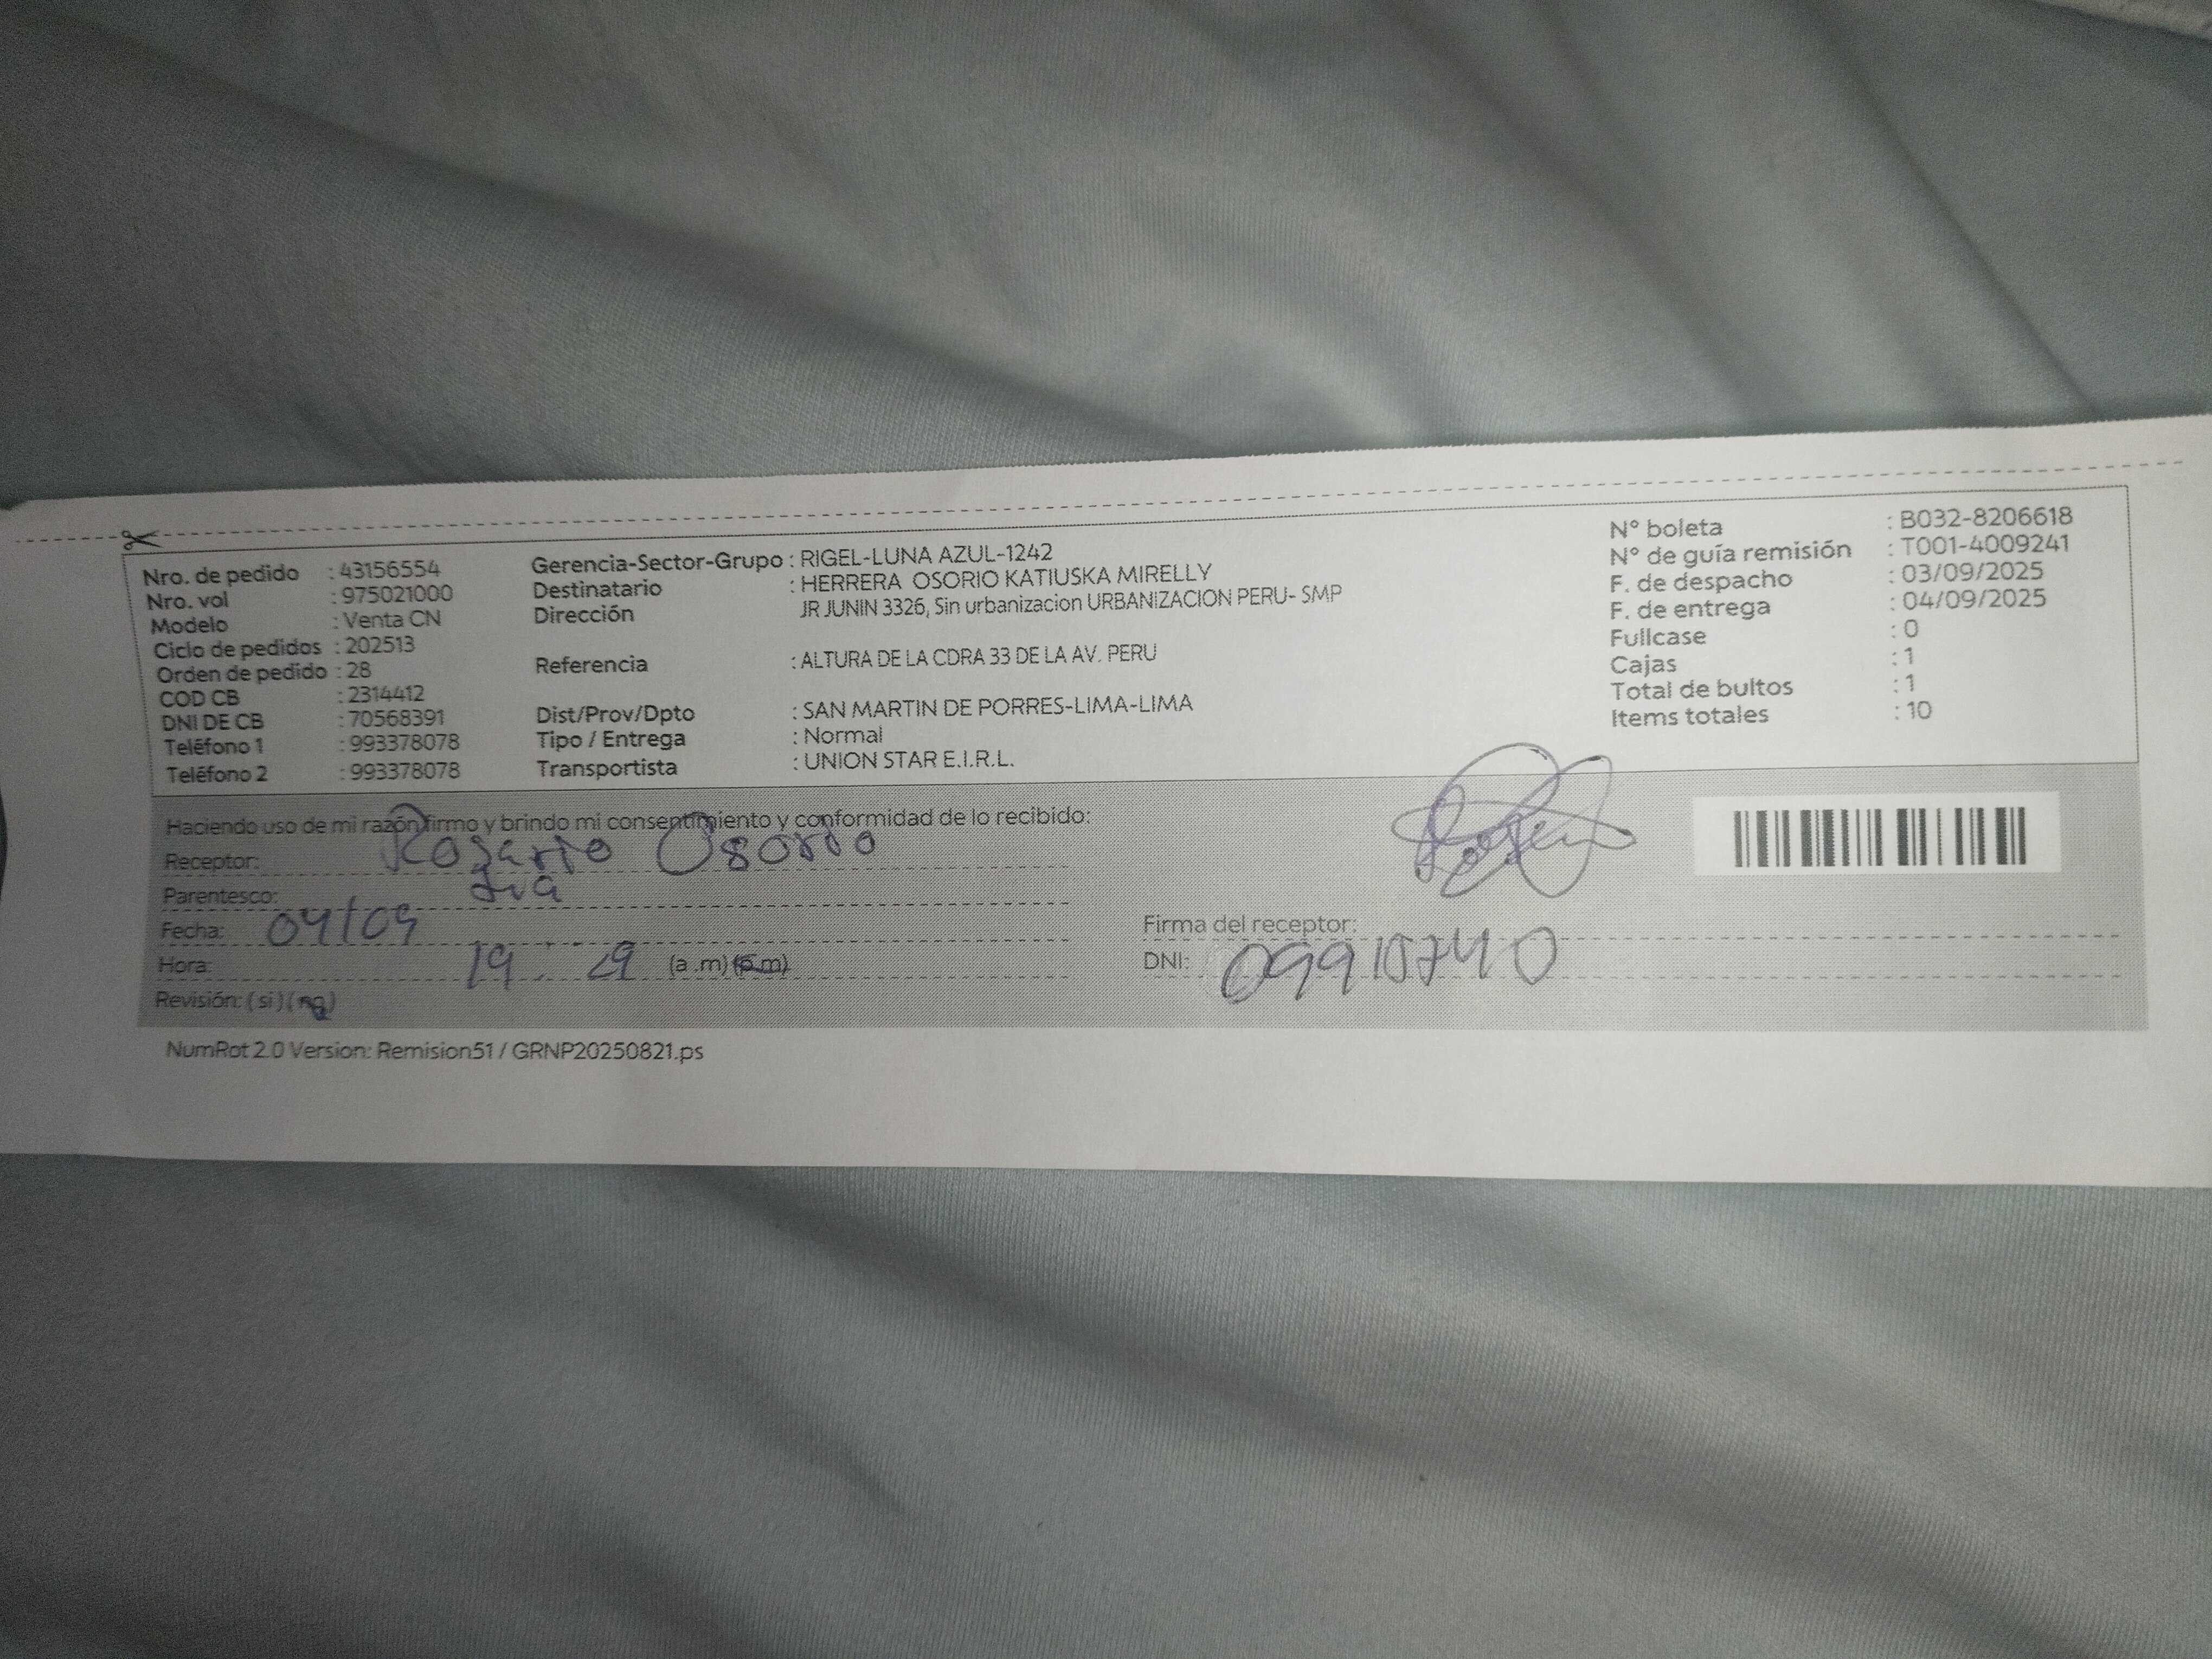 Nro. de pedido : 43156554
Nro. vol : 975021000
Modelo : Venta CN
Ciclo de pedidos : 202513
Orden de pedido : 28
COD CB : 2314412
DNI DE CB : 70568391
Teléfono 1 : 993378078
Teléfono 2 : 993378078
Gerencia-Sector-Grupo : RIGEL-LUNA AZUL-1242
Destinatario : HERRERA OSORIO KATIUSKA MIRELLY
Dirección JR JUNIN 3326, Sin urbanizacion URBANIZACION PERU- SMP
Referencia : ALTURA DE LA CDRA 33 DE LA AV. PERU
Dist/Prov/Dpto : SAN MARTIN DE PORRES-LIMA-LIMA
Tipo / Entrega : Normal
Transportista : UNION STAR E.I.R.L.
N° boleta : B032-8206618
N° de guía remisión : T001-4009241
F. de despacho : 03/09/2025
F. de entrega : 04/09/2025
Fullcase : 0
Cajas : 1
Total de bultos : 1
Items totales : 10
Haciendo uso de mi razón firmo y brindo mi consentimiento y conformidad de lo recibido:
Receptor: Rosario Osorio
Parentesco:
Fecha: 04/09
Hora: 19 : 29 (a .m) (p.m)
Revisión: ( si ) ( no )
Firma del receptor:
DNI:
NumRot 2.0 Version: Remision51 / GRNP20250821.ps